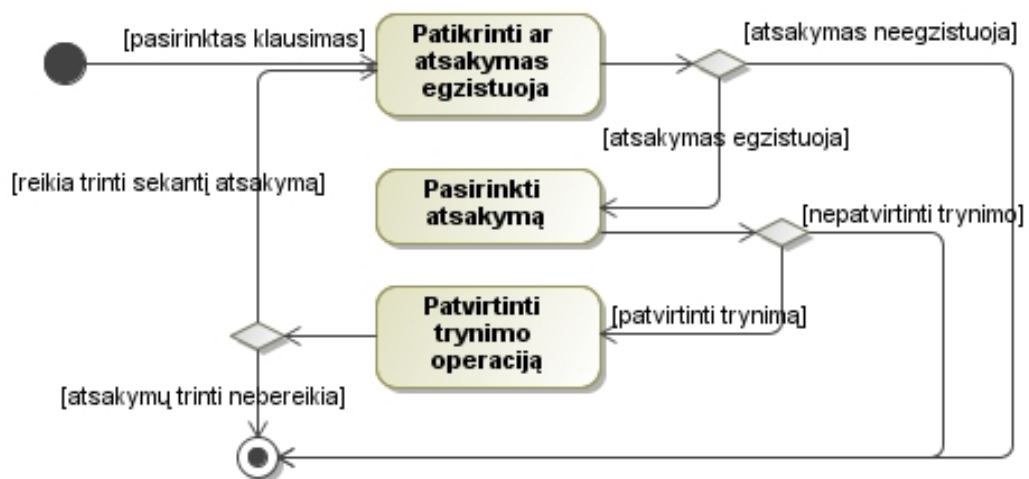 [pasirinktas klausimas]
Patikrinti ar
atsakymas
egzistuoja
[atsakymas neegzistuoja]
[atsakymas egzistuoja]
[reikia trinti sekantį atsakymą]
Pasirinkti
atsakymą
[nepatvirtinti trynimo]
Patvirtinti
trynimo
operaciją
[patvirtinti trynimą]
[atsakymų trinti nebereikia]